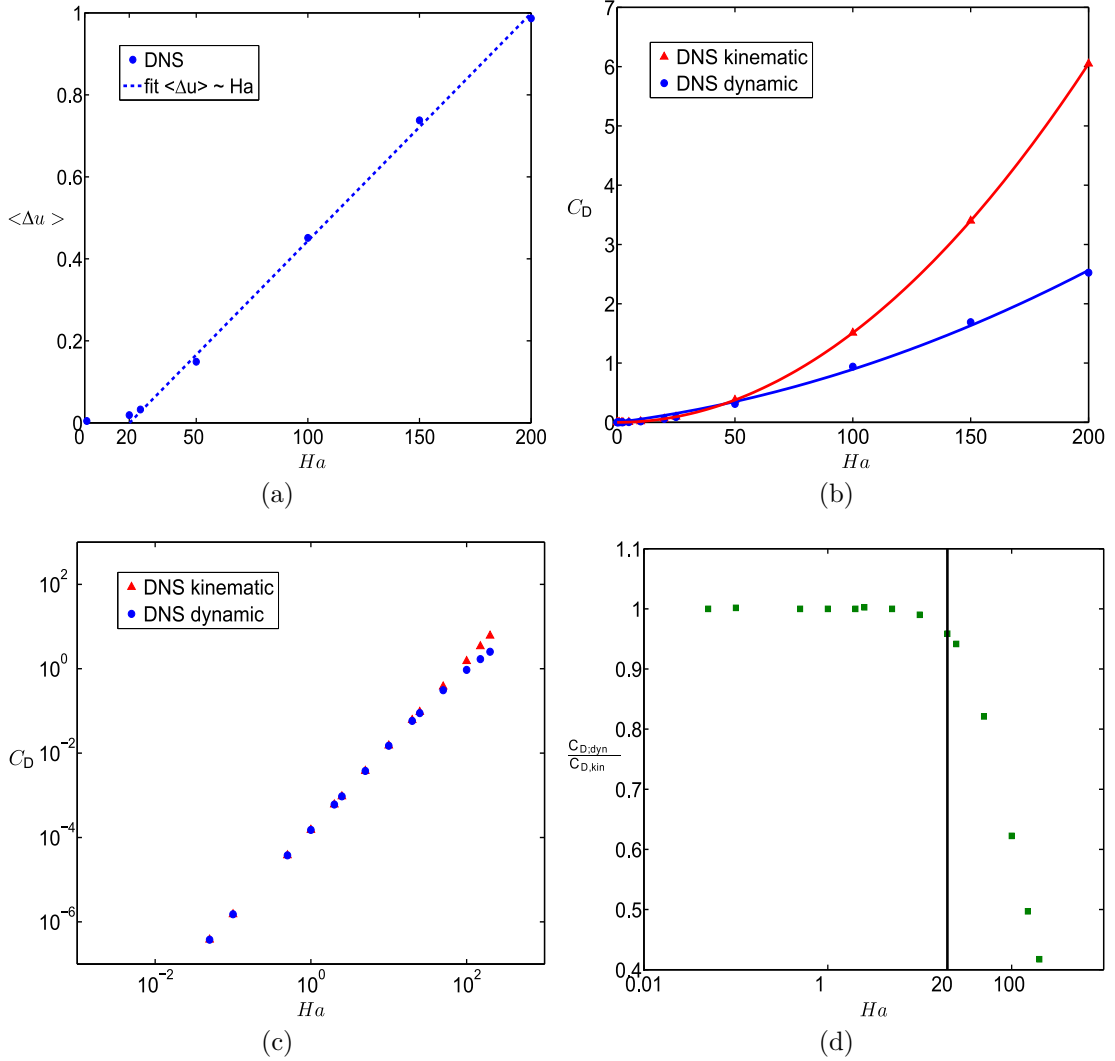 1
0.8
0.6
0.4
0.2
0
DNS
fit <Δu> ~ Ha
<Δu >
0 20 50 100 150 200
Ha
(a)
7
6
5
4
3
2
1
0
DNS kinematic
DNS dynamic
C_D
0 50 100 150 200
Ha
(b)
10^2
10^0
10^-2
10^-4
10^-6
DNS kinematic
DNS dynamic
C_D
10^-2 10^0 10^2
Ha
(c)
1.1
1
0.9
0.8
0.7
0.6
0.5
0.4
C_D;dyn
C_D,kin
0.01 1 20 100
Ha
(d)